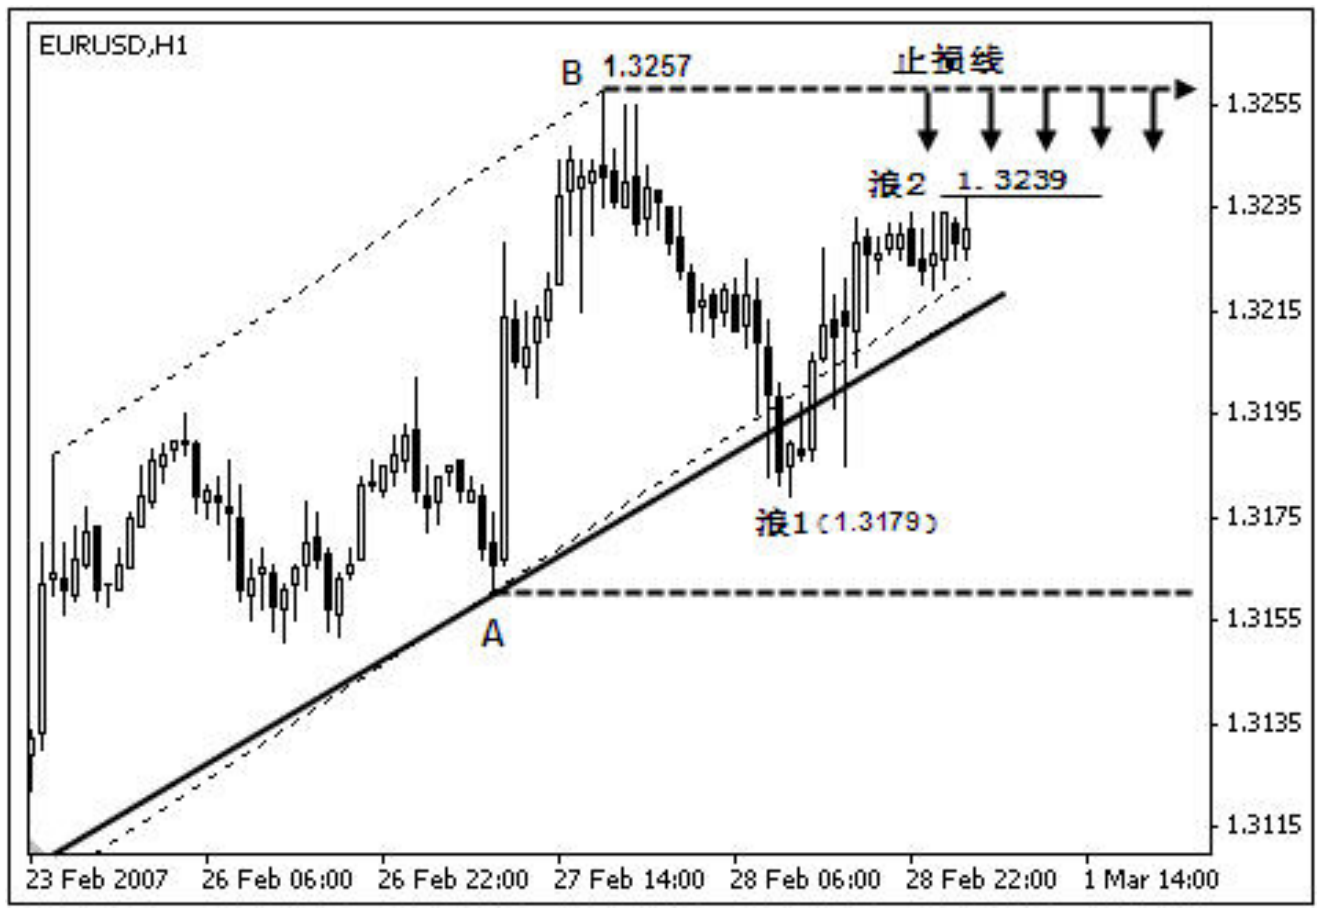 EURUSD,H1
B 1.3257
止损线
1.3255
浪2 1.3239
1.3235
1.3215
1.3195
浪1(1.3179)
1.3175
A
1.3155
1.3135
1.3115
23 Feb 2007 26 Feb 06:00 26 Feb 22:00 27 Feb 14:00 28 Feb 06:00 28 Feb 22:00 1 Mar 14:00